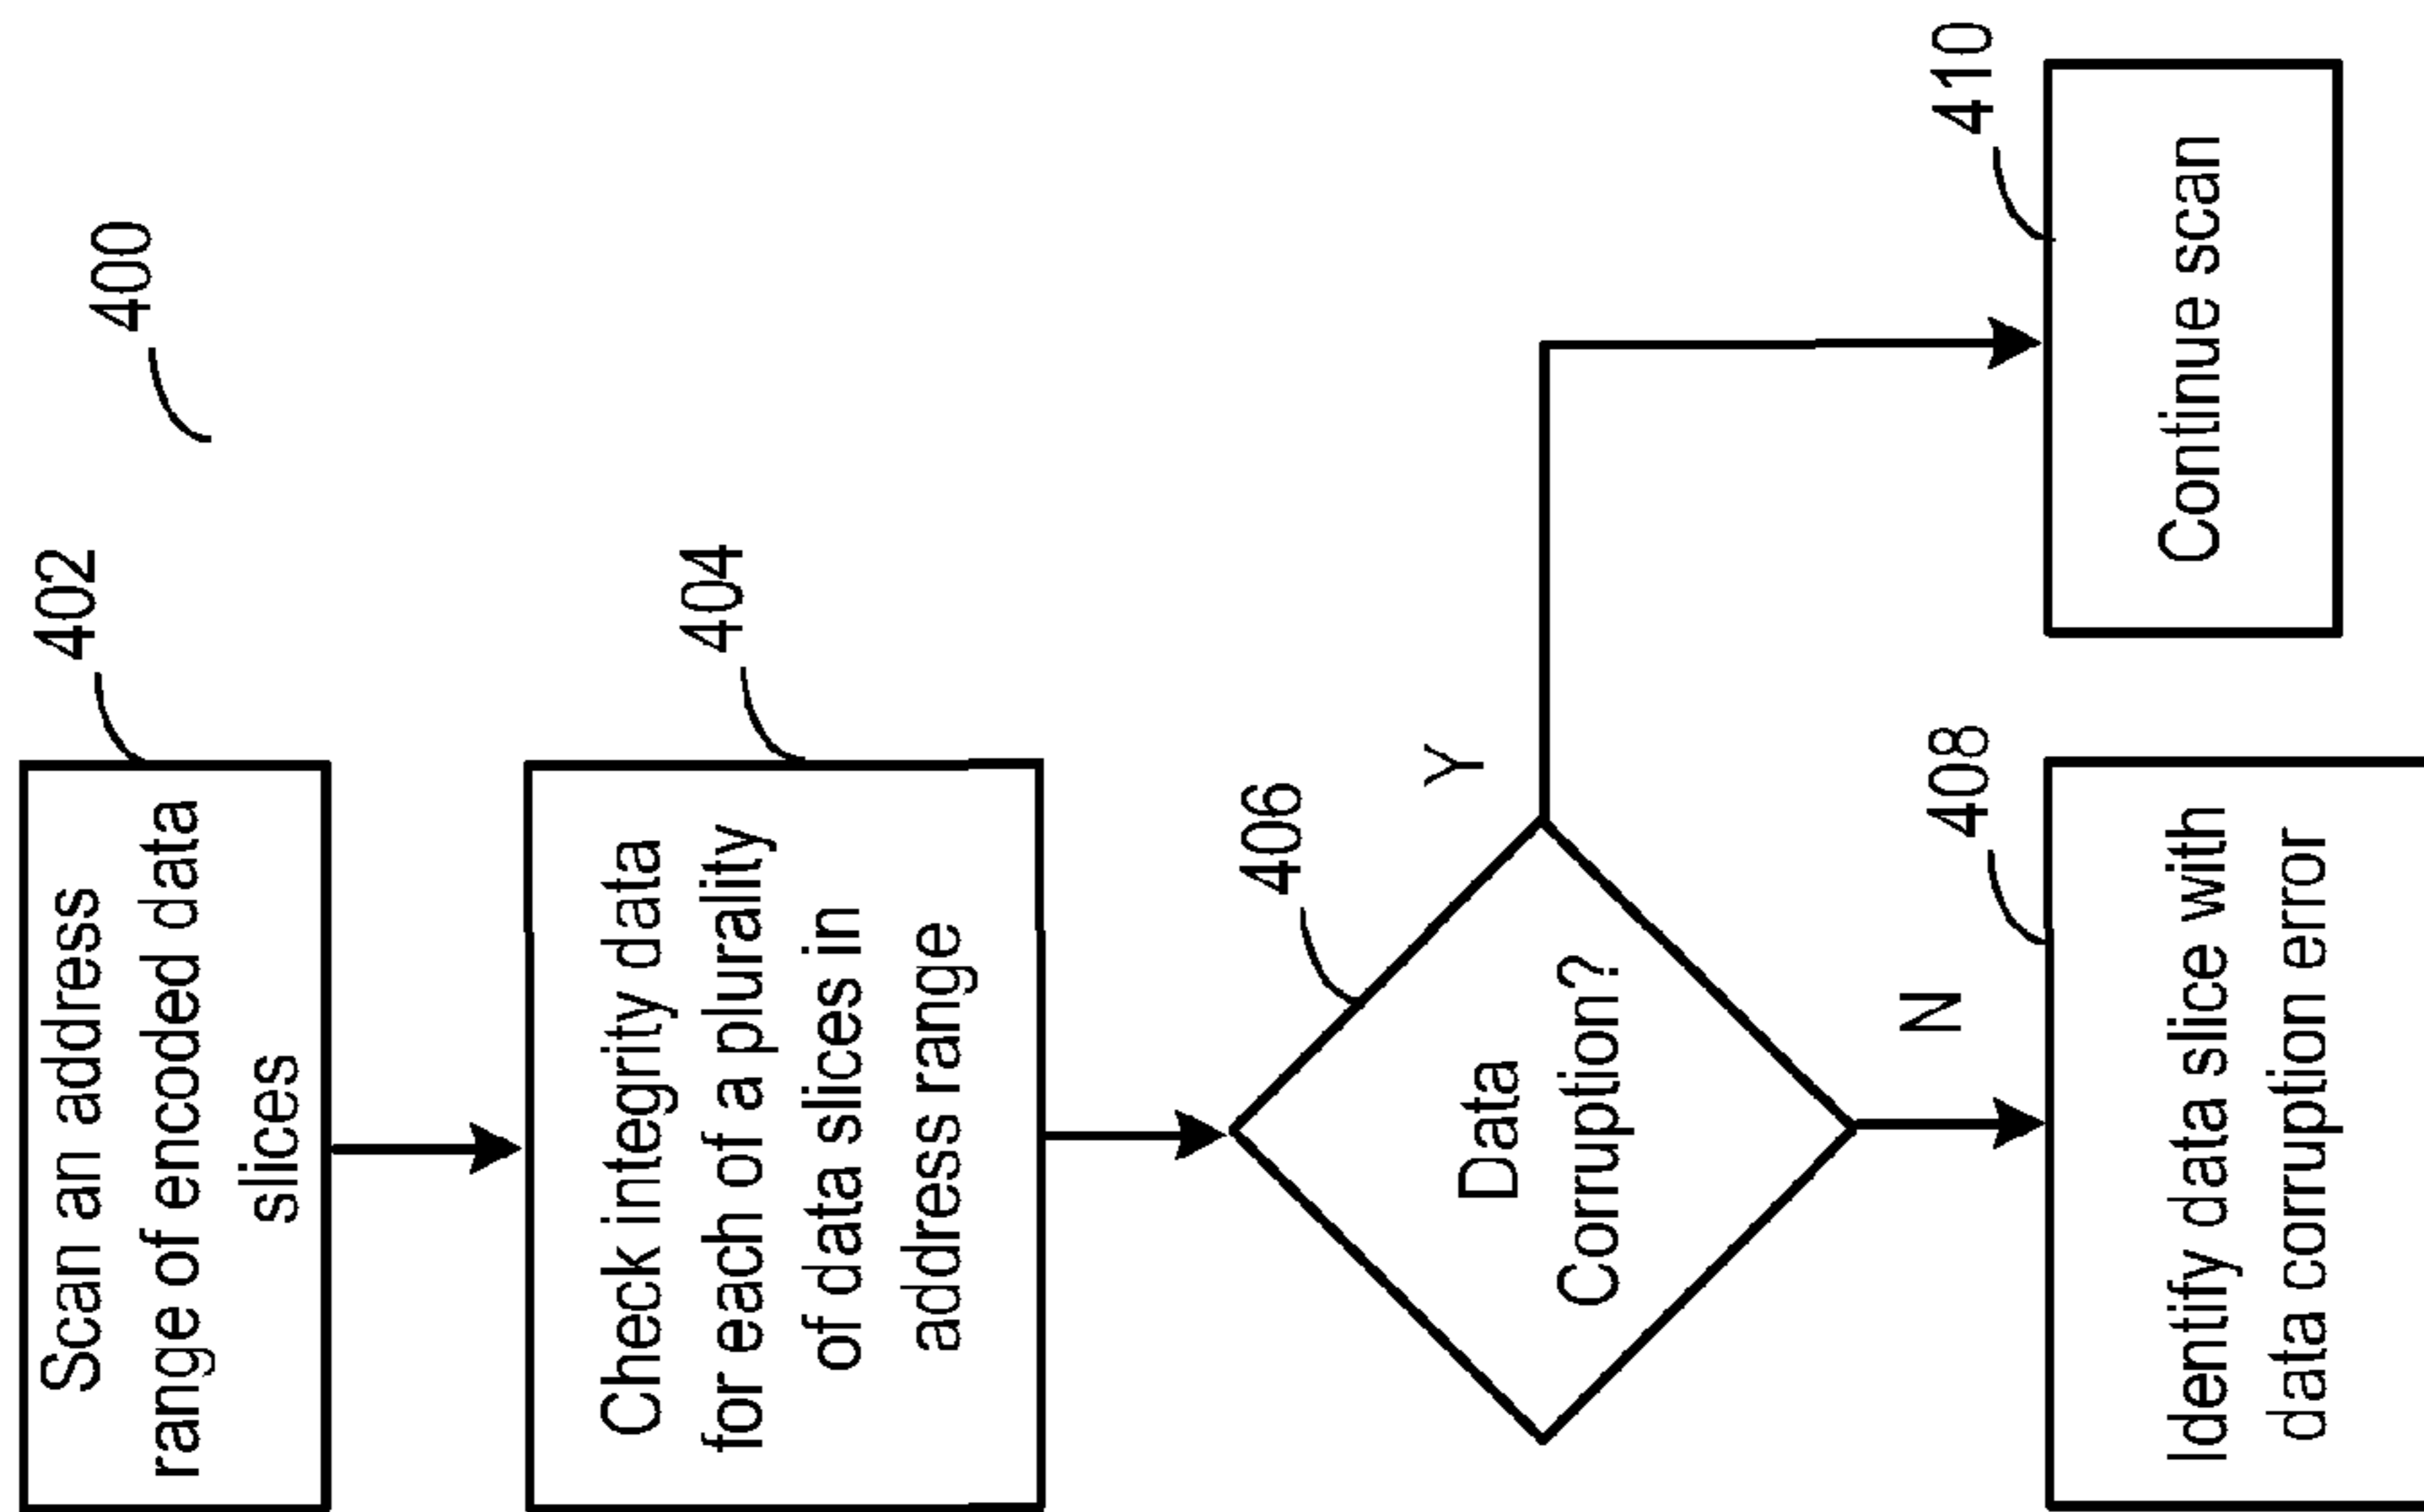 400
402
Scan an address
range of encoded data
slices
404
Check integrity data
for each of a plurality
of data slices in
address range
406
Data
Corruption?
Y
N
408
Identify data slice with
data corruption error
410
Continue scan